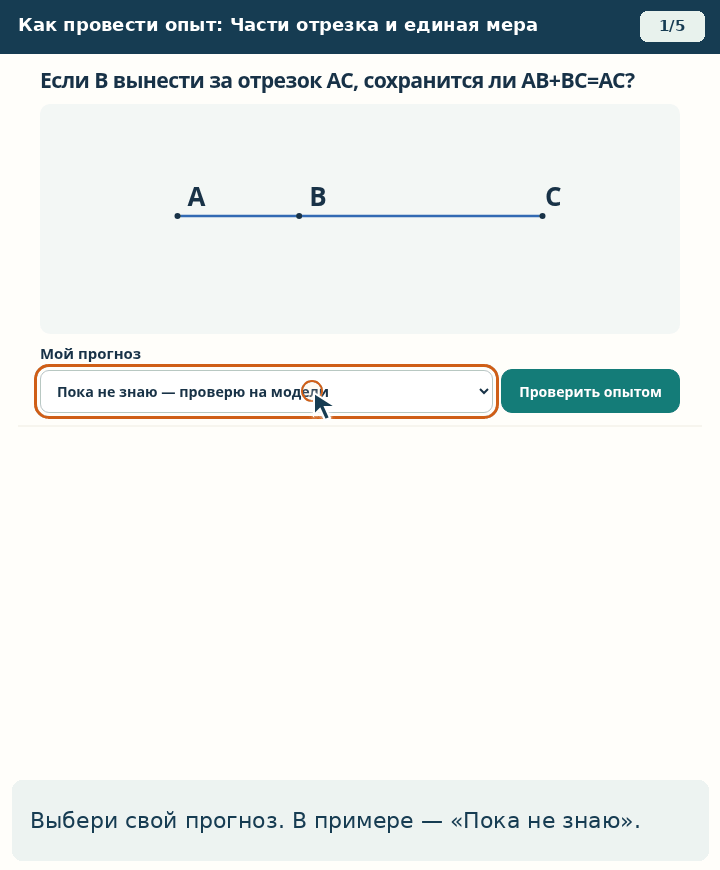 Как провести опыт: Части отрезка и единая мера
1/5
Если B вынести за отрезок AC, сохранится ли AB+BC=AC?
A B C
Мой прогноз
Пока не знаю — проверю на модели
Проверить опытом
Выбери свой прогноз. В примере — «Пока не знаю».